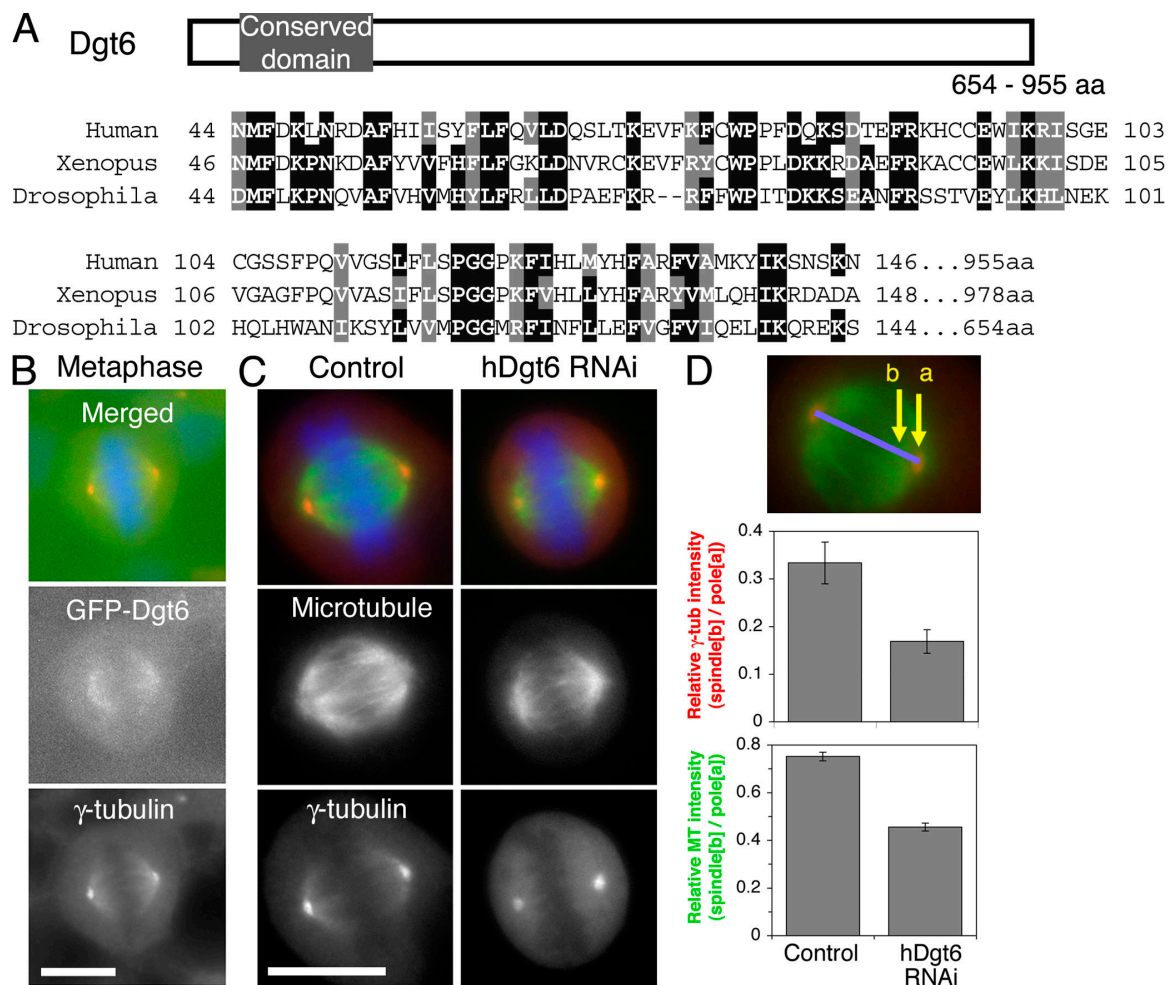 A
Dgt6
Conserved
domain
654 - 955 aa
Human 44 NMFDKLNRDAFHIISYFLFQVLDQSLTKEVFKFCWPPFDQKSDTEFRKHCCEWIKRISGE 103
Xenopus 46 NMFDKPNKDAFYVVFHFLFGKLDNVRCKEVFRYCWPPLDKKRDAEFRKACCEWLKKISDE 105
Drosophila 44 DMFLKPNQVAFVHVMHYLFRLLDPAEFKR--RFFWPITDKKSEANFRSSTVEYLKHLNEK 101
Human 104 CGSSFPQVVGSLFLSPGGPKFIHLMYHFARFVAMKYIKSNSKN 146...955aa
Xenopus 106 VGAGFPQVVASIFLSPGGPKFVHLLYHFARYVMLQHIKRDADA 148...978aa
Drosophila 102 HQLHWANIKSYLVVMPGGMRFINFLLEFVGFVIQELIKQREKS 144...654aa
B
Metaphase
Merged
GFP-Dgt6
γ-tubulin
C
Control
hDgt6 RNAi
Microtubule
γ-tubulin
D
b
a
Relative γ-tub intensity
(spindle[b] / pole[a])
0.4
0.3
0.2
0.1
0
Relative MT intensity
(spindle[b] / pole[a])
0.8
0.6
0.4
0.2
0
Control
hDgt6
RNAi